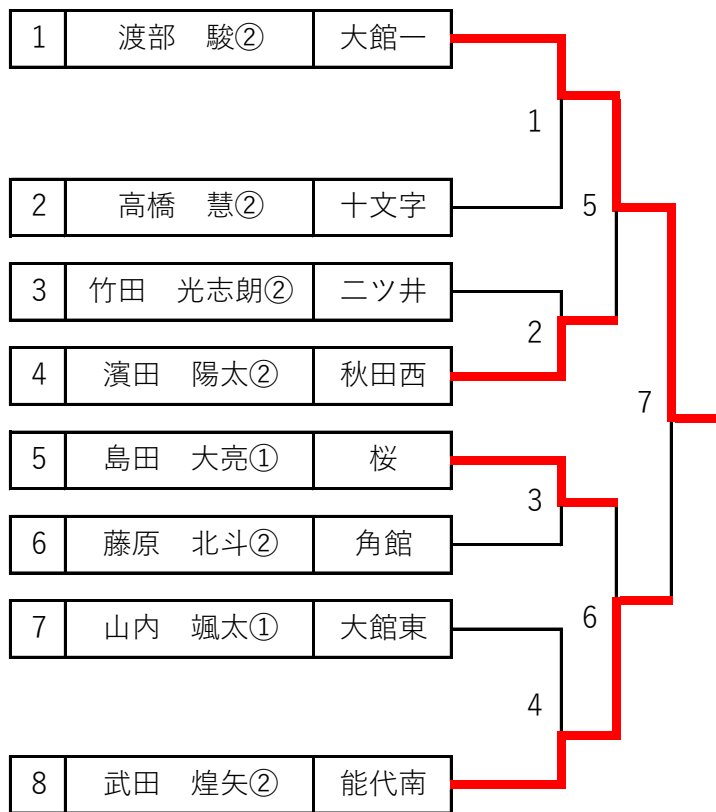 1 渡部　駿② 大館一
1
2 高橋　慧② 十文字
5
3 竹田　光志朗② 二ツ井
2
4 濱田　陽太② 秋田西
7
5 島田　大亮① 桜
3
6 藤原　北斗② 角館
7 山内　颯太① 大館東
6
4
8 武田　煌矢② 能代南